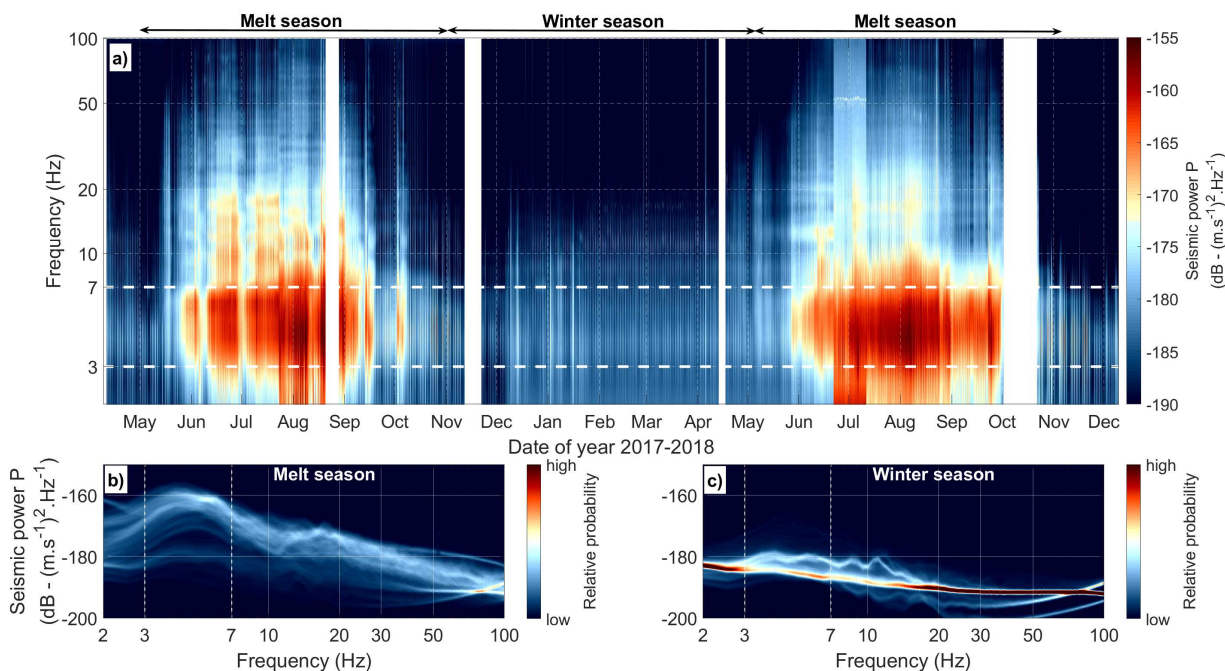 Melt season Winter season Melt season
a)
100
50
20
10
7
3
Frequency (Hz)
May Jun Jul Aug Sep Oct Nov Dec Jan Feb Mar Apr May Jun Jul Aug Sep Oct Nov Dec
Date of year 2017-2018
-155
-160
-165
-170
-175
-180
-185
-190
Seismic power P
(dB - (m.s⁻¹)².Hz⁻¹)
b) Melt season
-160
-180
-200
Seismic power P
(dB - (m.s⁻¹)².Hz⁻¹)
2 3 7 10 20 30 50 100
Frequency (Hz)
high
low
Relative probability
c) Winter season
-160
-180
-200
2 3 7 10 20 30 50 100
Frequency (Hz)
high
low
Relative probability